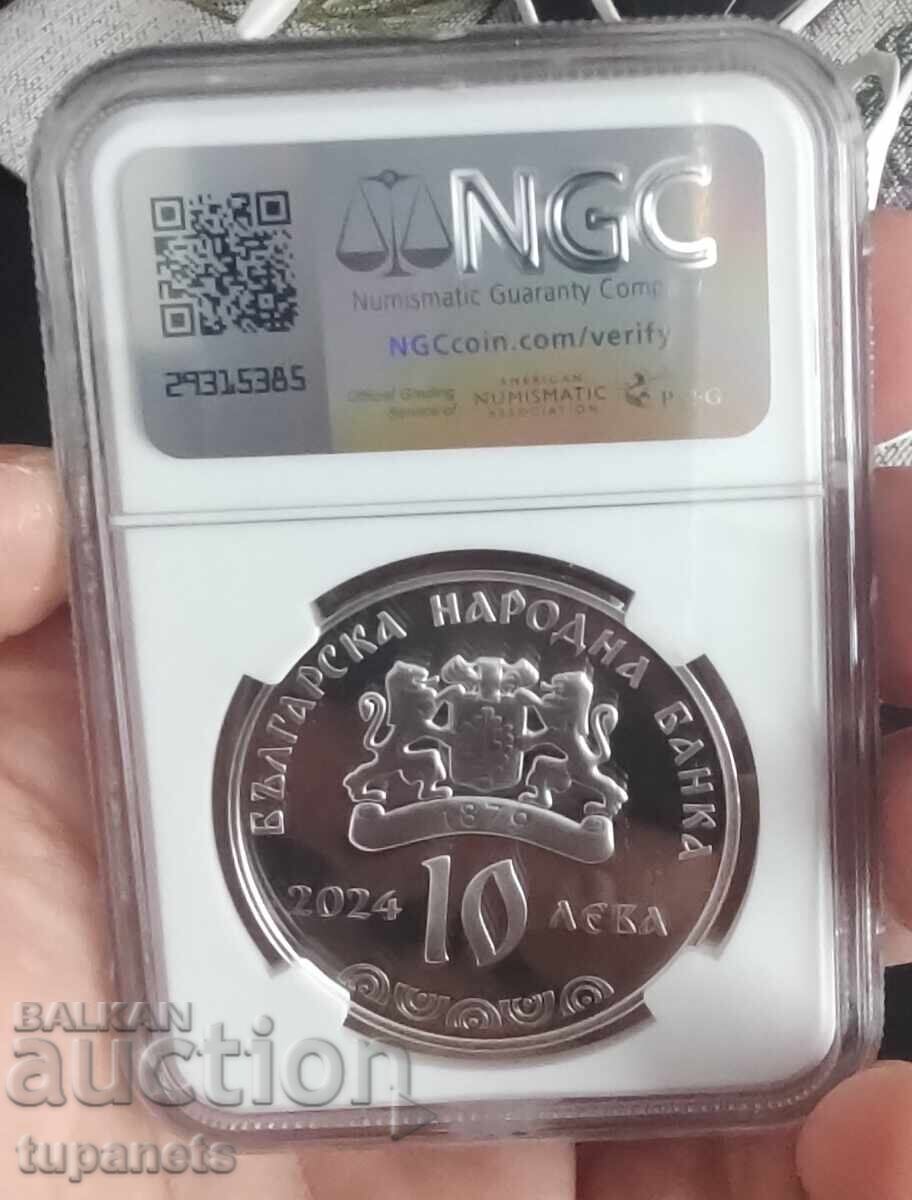 NGC
Numismatic Guaranty
NGCcoin.com/verify
29315385
Official Grading
Service of
AMERICAN
NUMISMATIC
ASSOCIATION
БЪЛГАРСКА НАРОДНА БАНКА
1879
2024 10 ЛЕВА
BALKAN
auction
tupanets